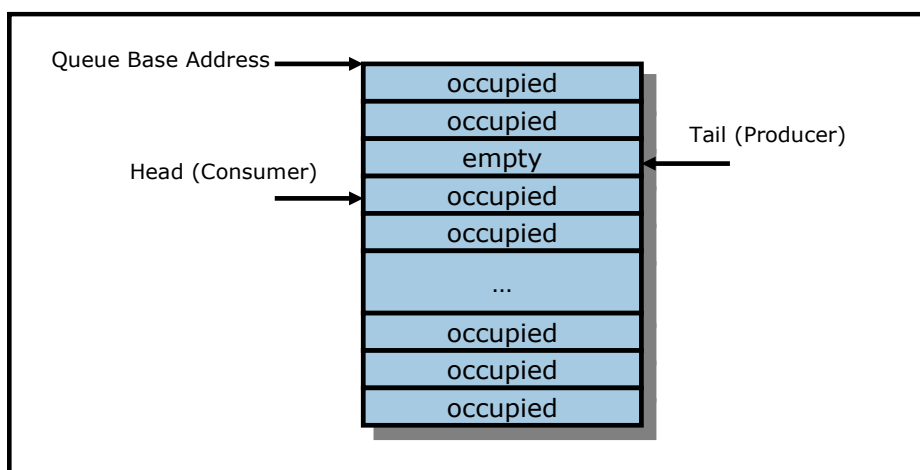 Queue Base Address
occupied
occupied
Tail (Producer)
empty
Head (Consumer)
occupied
occupied
...
occupied
occupied
occupied